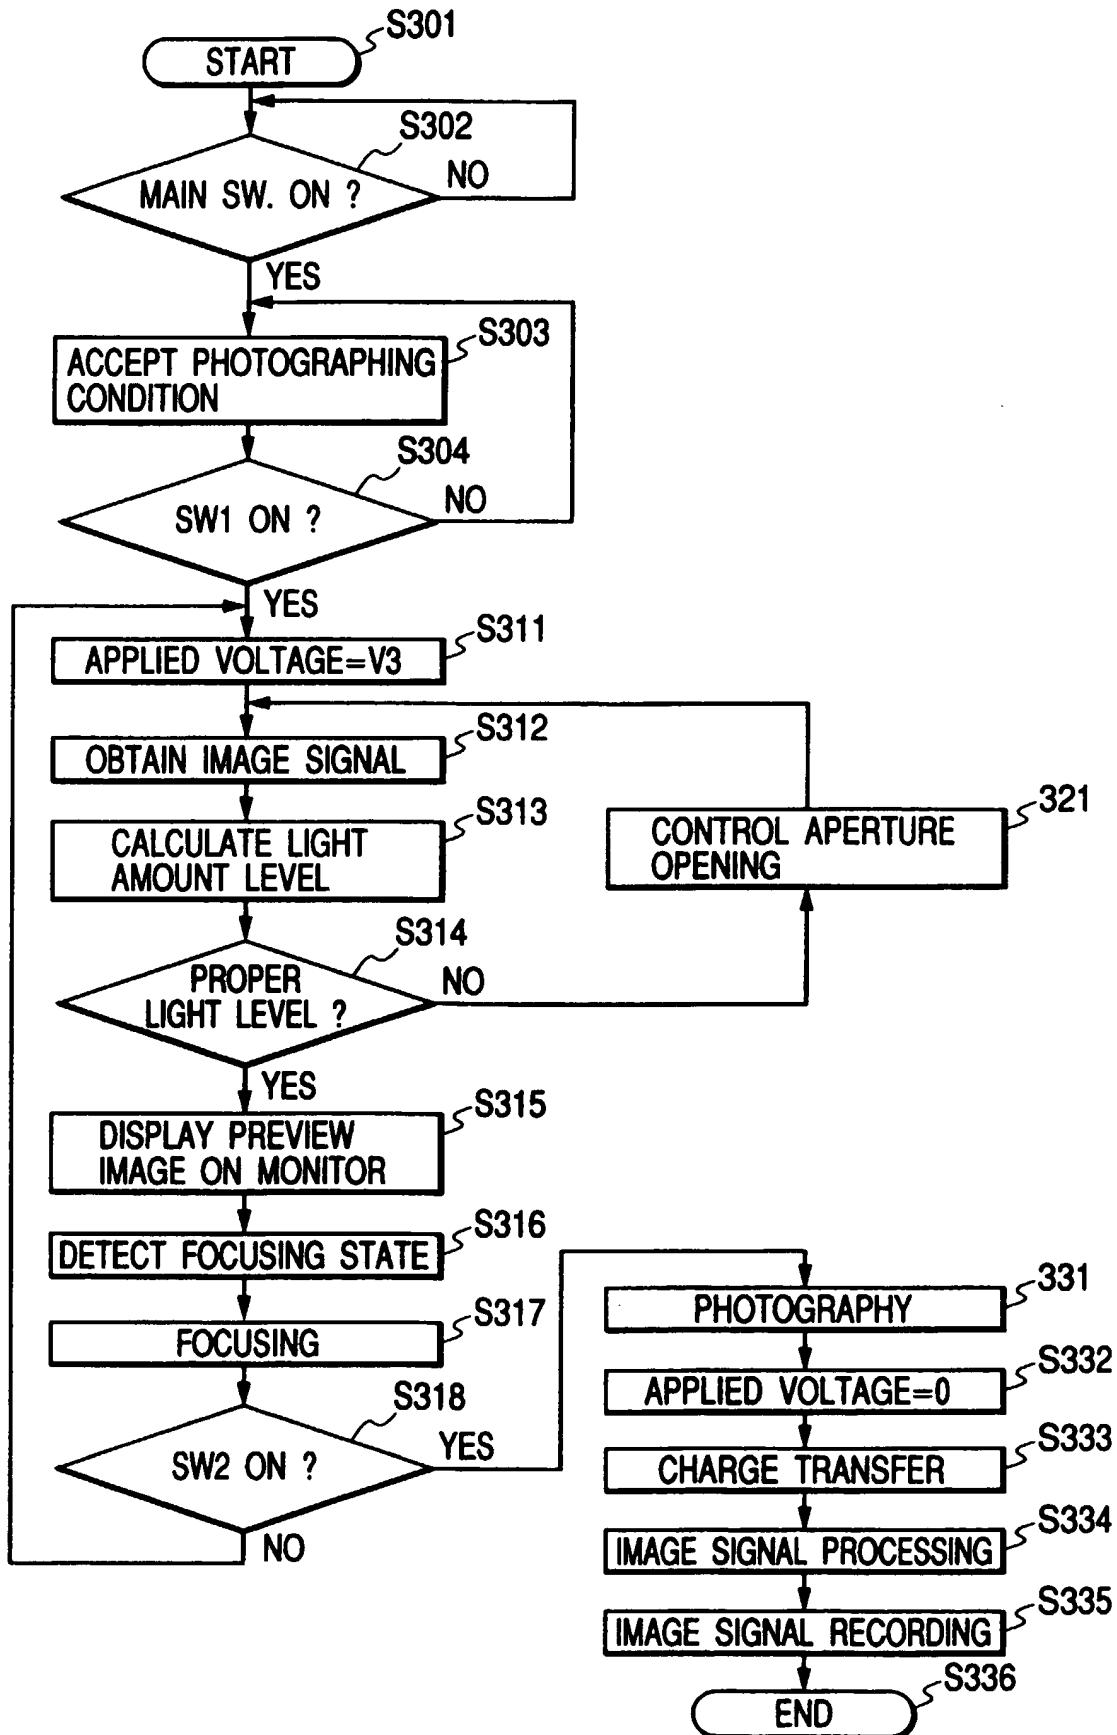 S301
START
S302
MAIN SW. ON ?
NO
YES
S303
ACCEPT PHOTOGRAPHING
CONDITION
S304
SW1 ON ?
NO
YES
S311
APPLIED VOLTAGE=V3
S312
OBTAIN IMAGE SIGNAL
S313
CALCULATE LIGHT
AMOUNT LEVEL
321
CONTROL APERTURE
OPENING
S314
PROPER
LIGHT LEVEL ?
NO
YES
S315
DISPLAY PREVIEW
IMAGE ON MONITOR
S316
DETECT FOCUSING STATE
S317
FOCUSING
S318
SW2 ON ?
YES
NO
331
PHOTOGRAPHY
S332
APPLIED VOLTAGE=0
S333
CHARGE TRANSFER
S334
IMAGE SIGNAL PROCESSING
S335
IMAGE SIGNAL RECORDING
S336
END